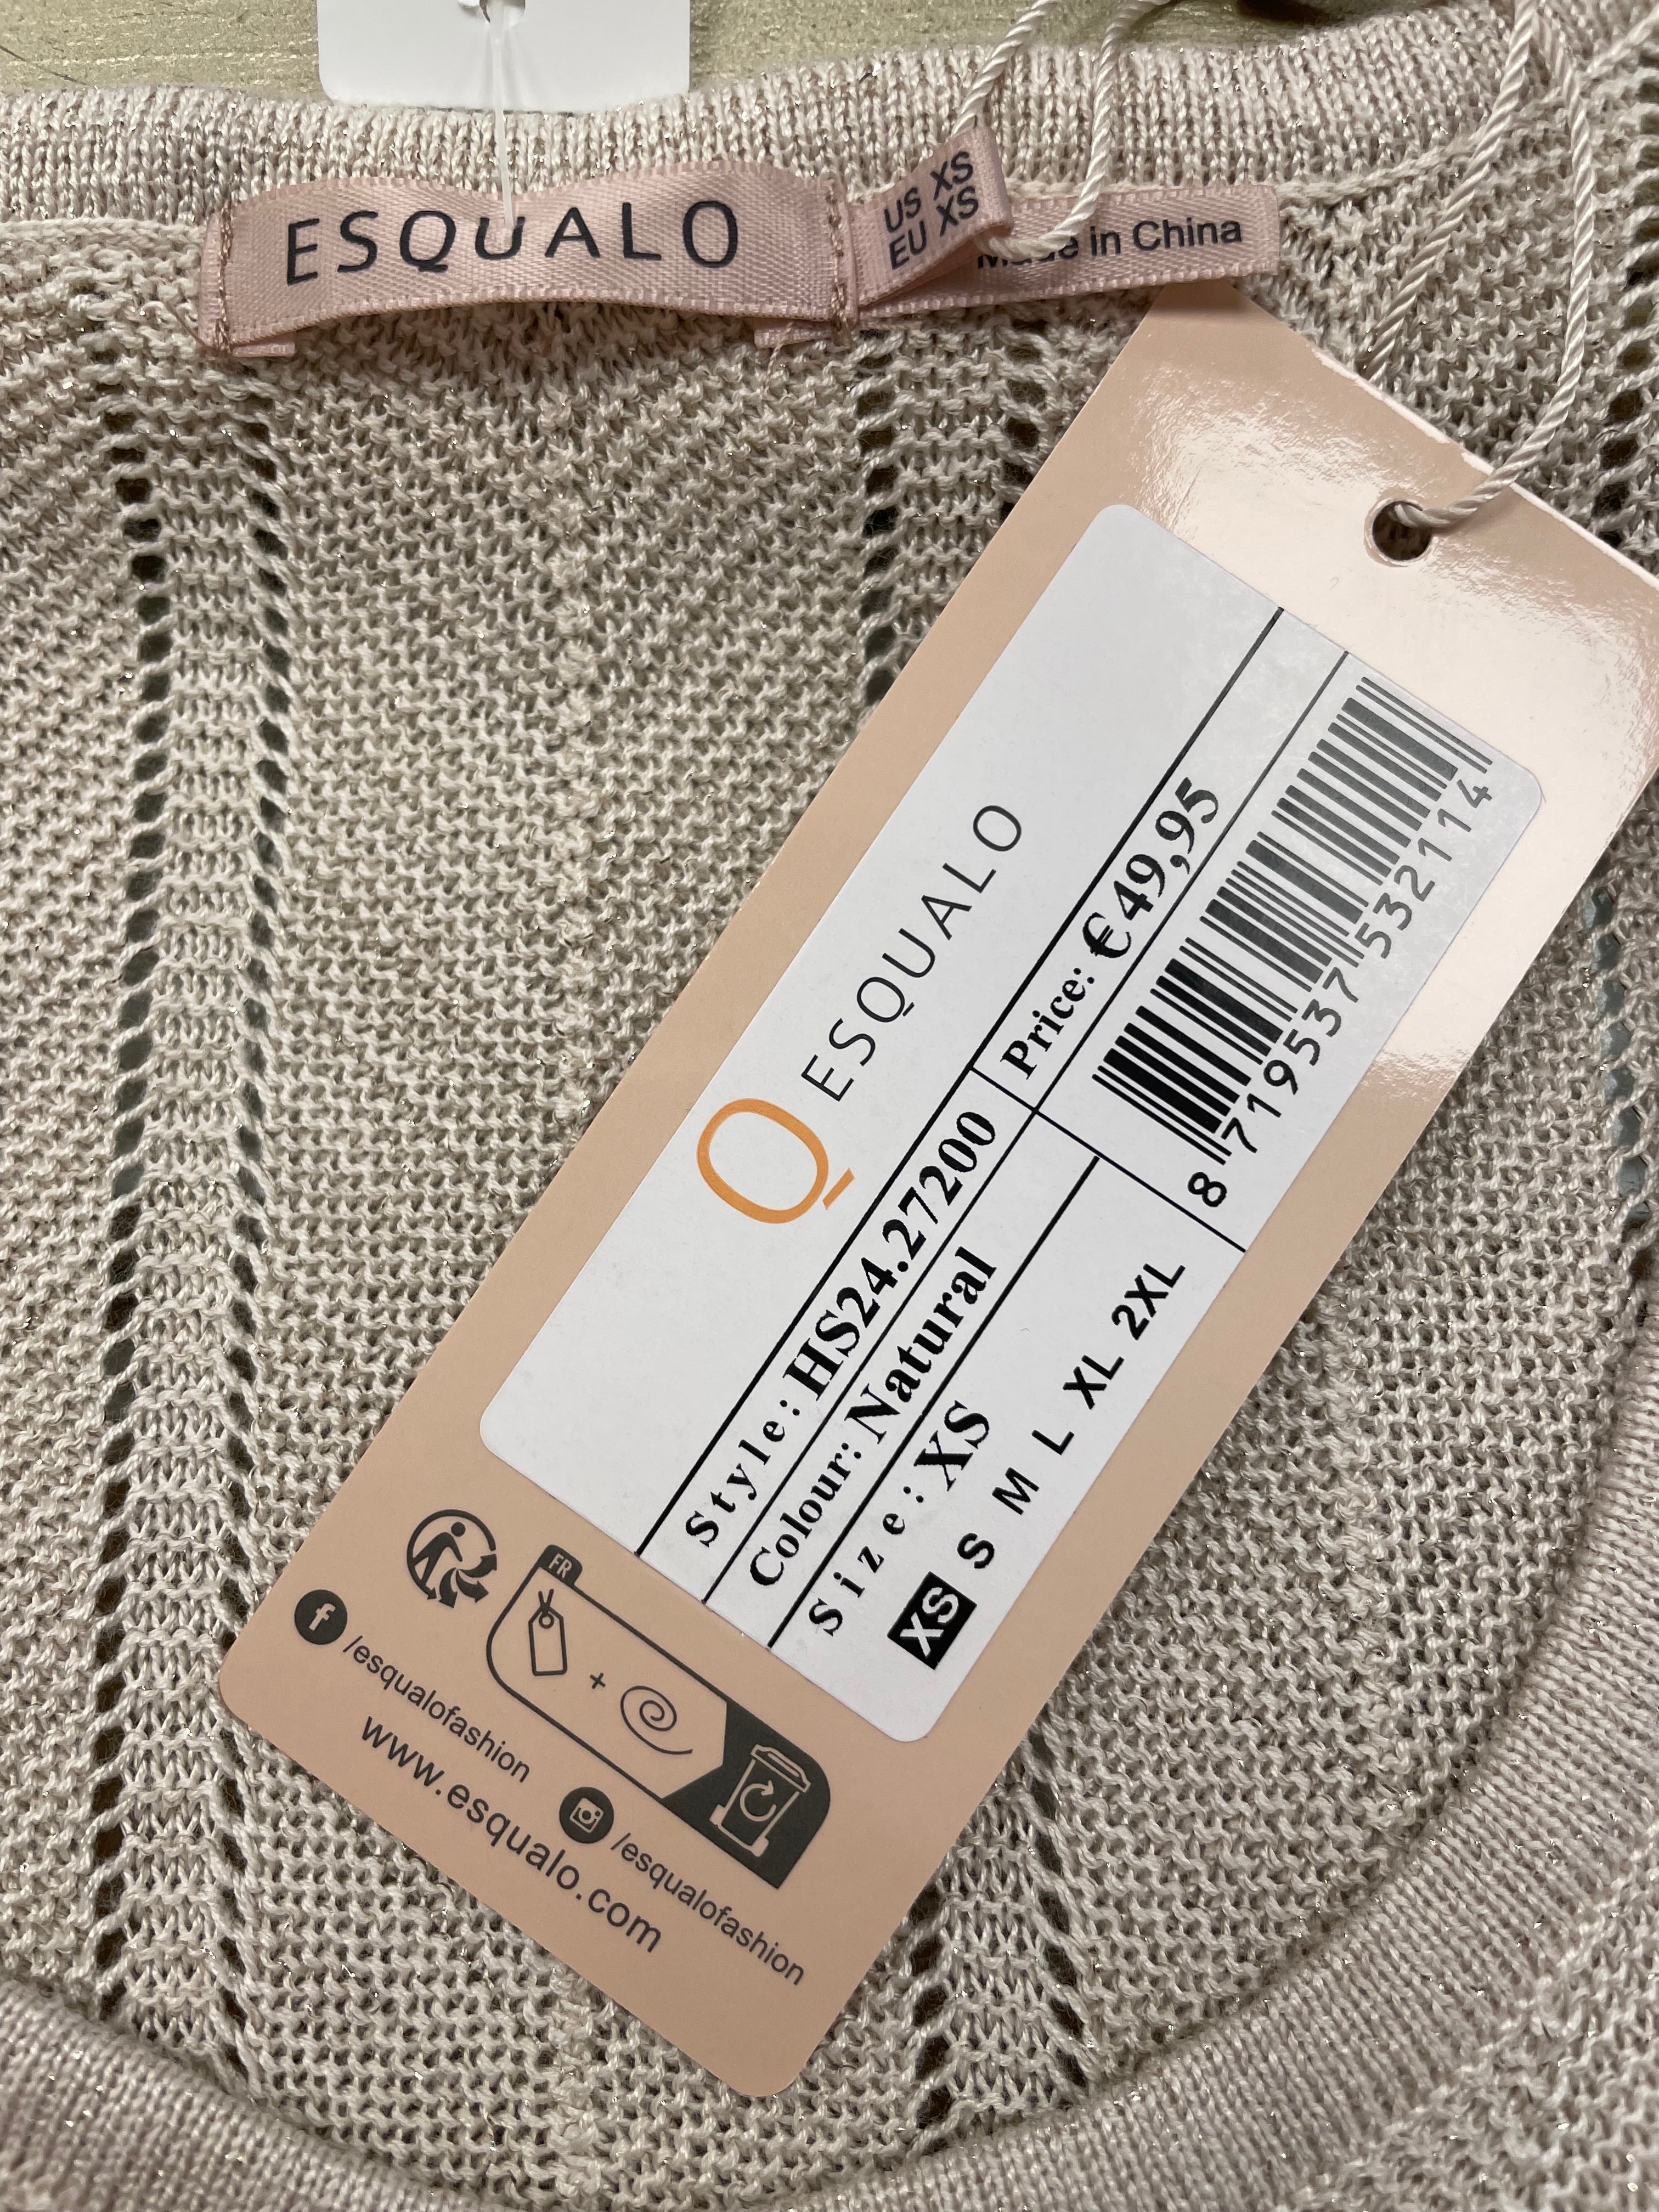 ESQUALO
US XS
EU XS
Made in China
Q ESQUALO
Style: HS24.27200 Price: € 49,95
Colour: Natural
Size: XS
XS S M L XL 2XL
8 719537 532114
FR
+
/esqualofashion
/esqualofashion
www.esqualo.com